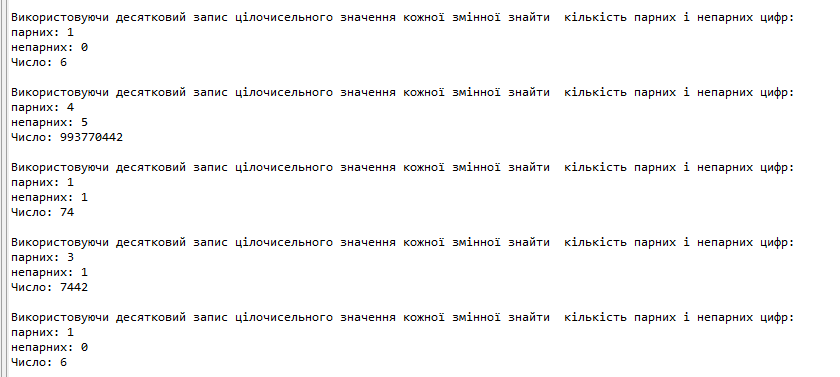 Використовуючи десятковий запис цілочисельного значення кожної змінної знайти  кількість парних і непарних цифр:
парних: 1
непарних: 0
Число: 6
Використовуючи десятковий запис цілочисельного значення кожної змінної знайти  кількість парних і непарних цифр:
парних: 4
непарних: 5
Число: 993770442
Використовуючи десятковий запис цілочисельного значення кожної змінної знайти  кількість парних і непарних цифр:
парних: 1
непарних: 1
Число: 74
Використовуючи десятковий запис цілочисельного значення кожної змінної знайти  кількість парних і непарних цифр:
парних: 3
непарних: 1
Число: 7442
Використовуючи десятковий запис цілочисельного значення кожної змінної знайти  кількість парних і непарних цифр:
парних: 1
непарних: 0
Число: 6